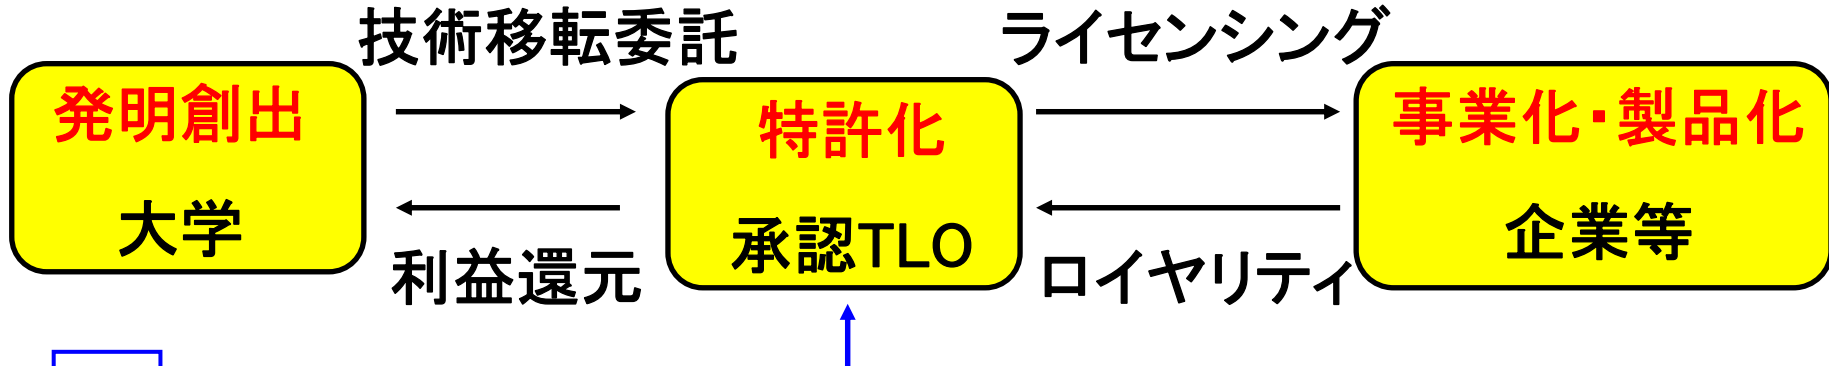 技術移転委託
ライセンシング
発明創出
大学
特許化
承認TLO
事業化・製品化
企業等
利益還元
ロイヤリティ